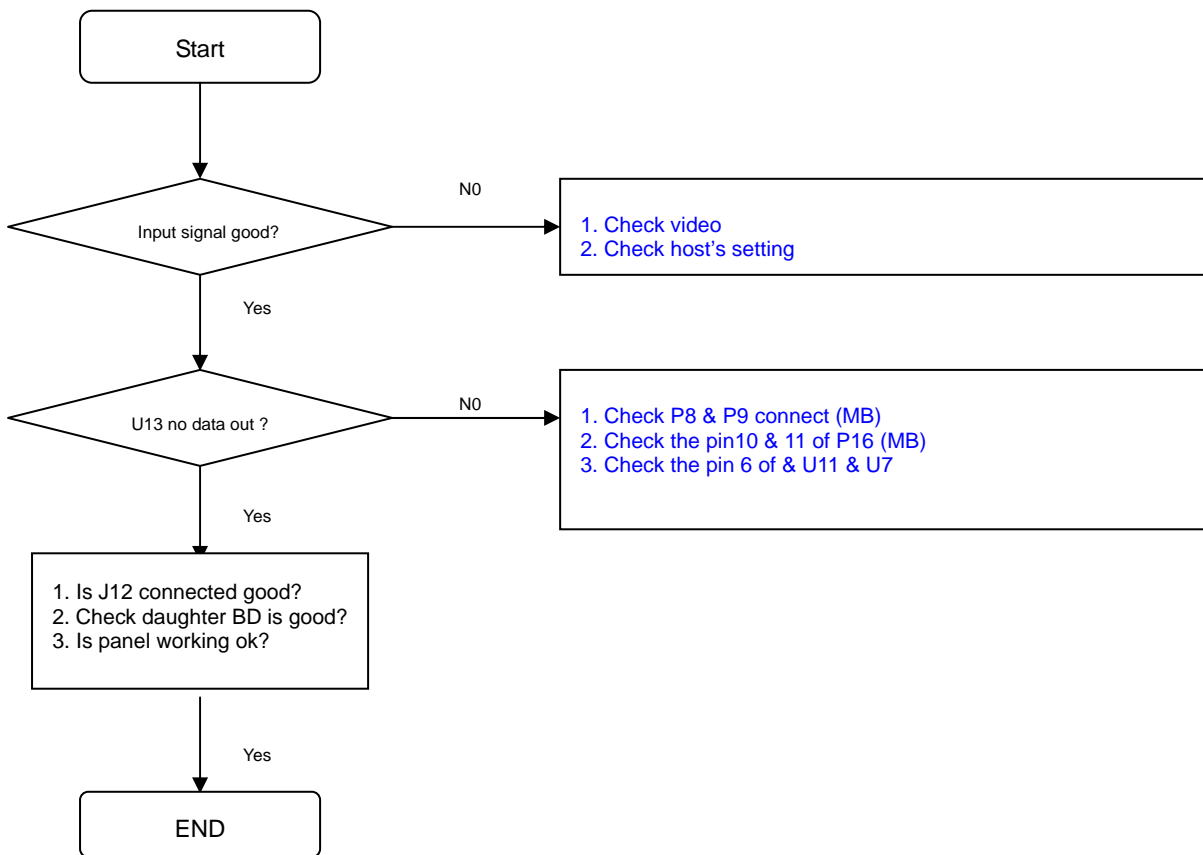 Start
Input signal good?
N0
1. Check video
2. Check host's setting
Yes
U13 no data out ?
N0
1. Check P8 & P9 connect (MB)
2. Check the pin10 & 11 of P16 (MB)
3. Check the pin 6 of & U11 & U7
Yes
1. Is J12 connected good?
2. Check daughter BD is good?
3. Is panel working ok?
Yes
END